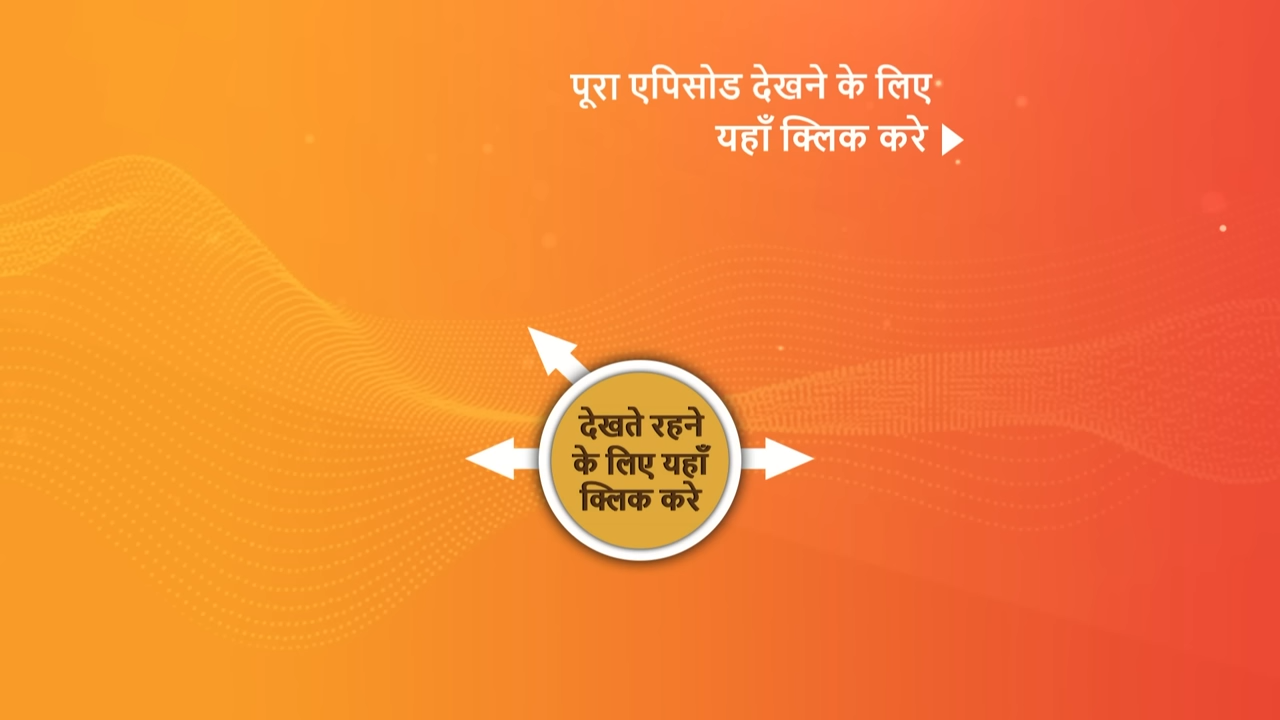 पूरा एपिसोड देखने के लिए
यहाँ क्लिक करे
देखते रहने
के लिए यहाँ
क्लिक करे